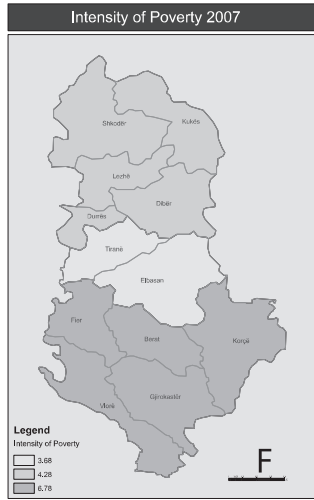 Intensity of Poverty 2007
Shkodër
Kukës
Lezhë
Dibër
Durrës
Tiranë
Elbasan
Fier
Berat
Korçë
Gjirokastër
Vlorë
Legend
Intensity of Poverty
3.68
4.28
6.78
F